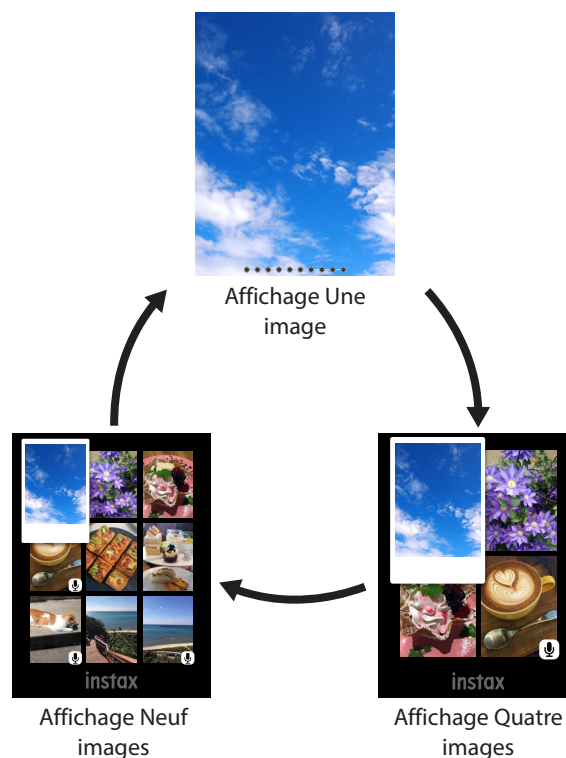 Affichage Une
image
instax
Affichage Neuf
images
instax
Affichage Quatre
images